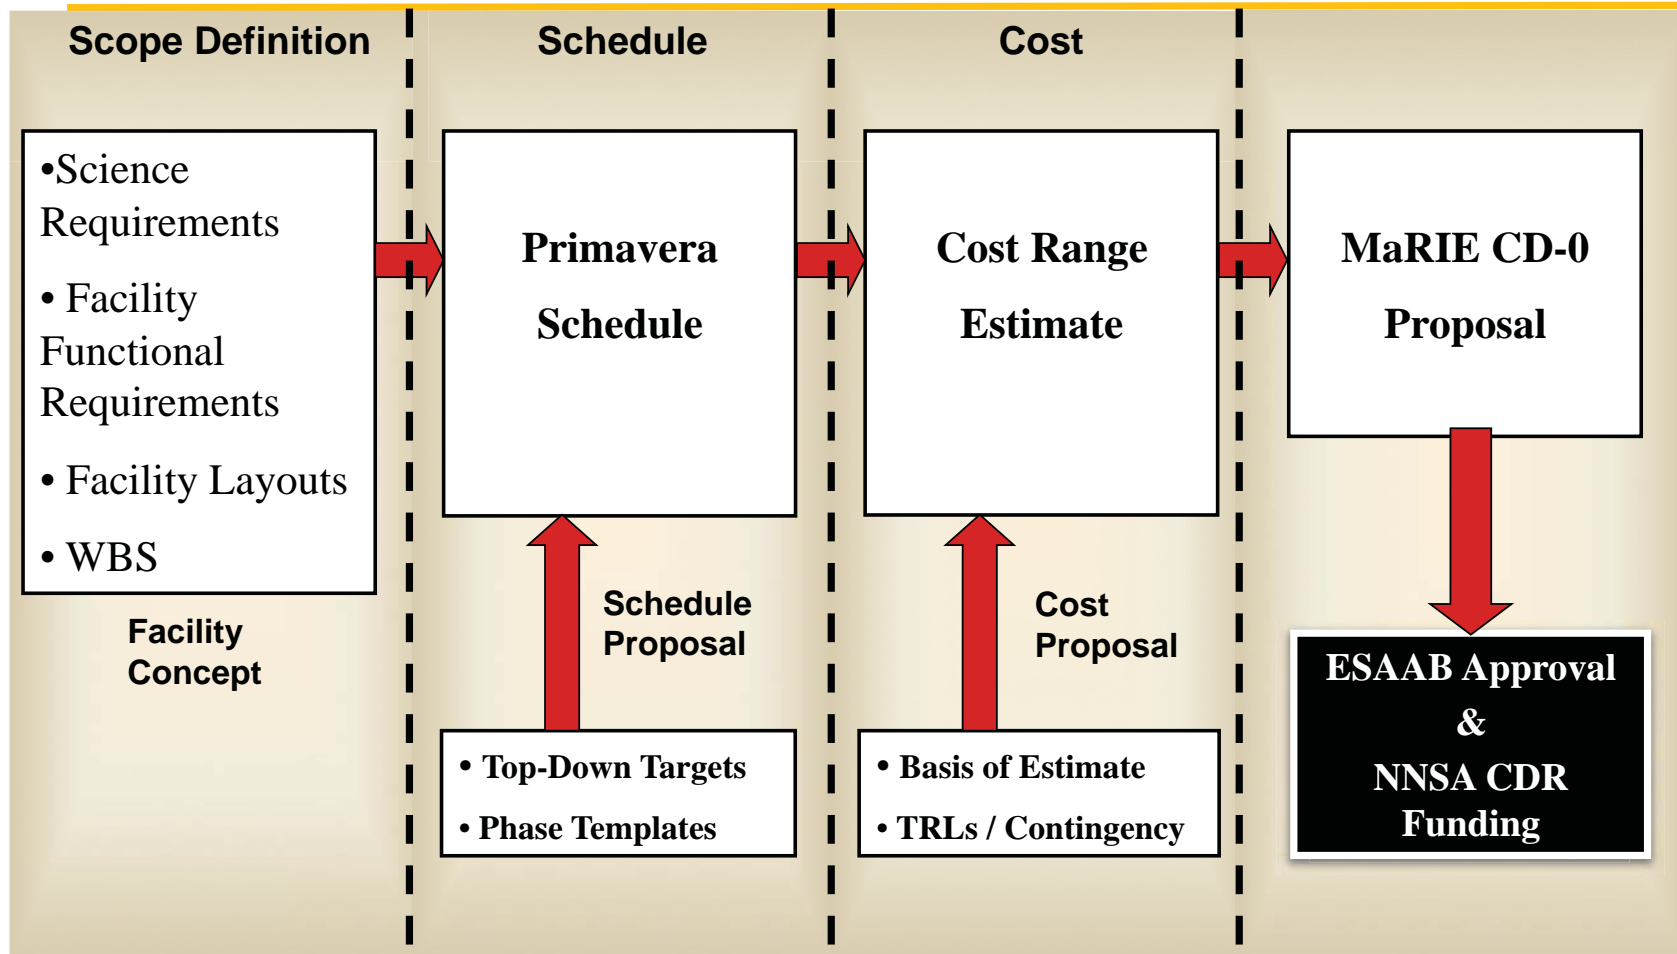 Scope Definition
Schedule
Cost
•Science
Requirements
• Facility
Functional
Requirements
• Facility Layouts
• WBS
Facility
Concept
Primavera
Schedule
Schedule
Proposal
• Top-Down Targets
• Phase Templates
Cost Range
Estimate
Cost
Proposal
• Basis of Estimate
• TRLs / Contingency
MaRIE CD-0
Proposal
ESAAB Approval
&
NNSA CDR
Funding